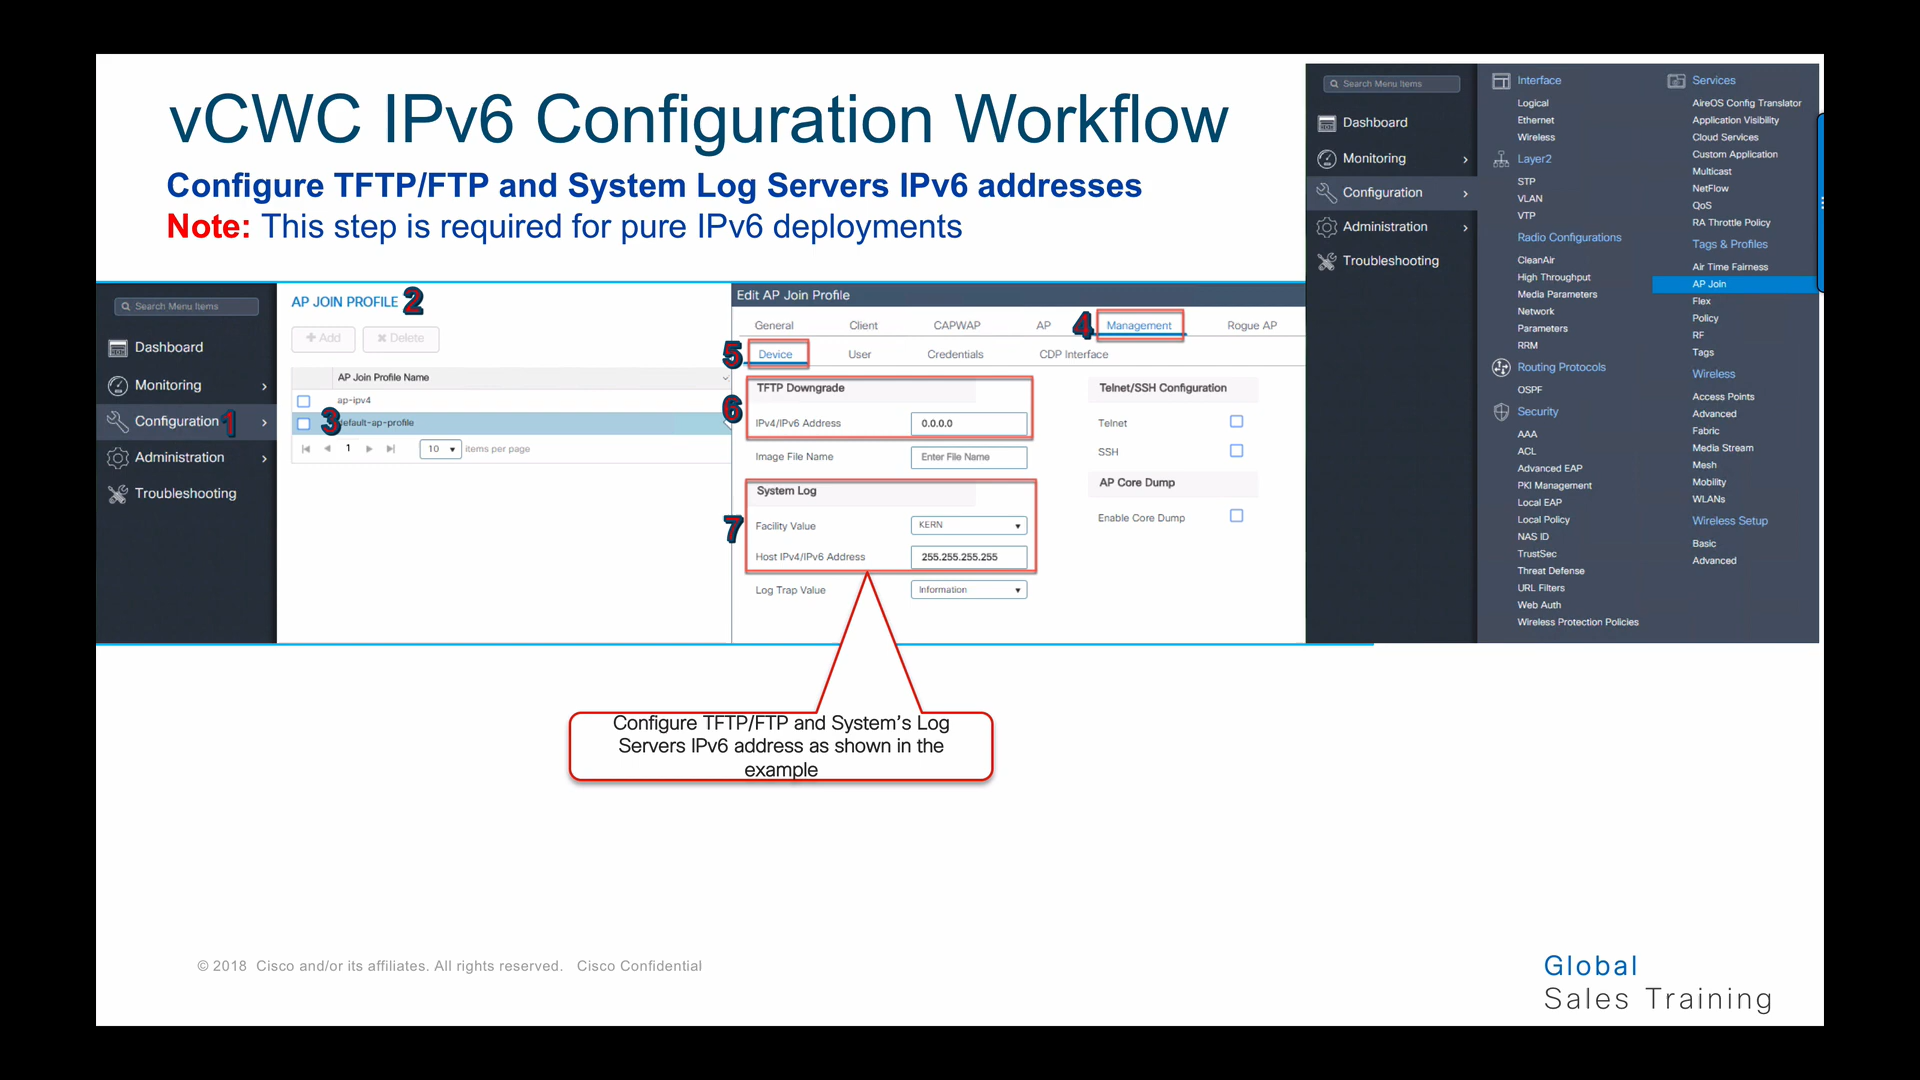 vCWC IPv6 Configuration Workflow
Configure TFTP/FTP and System Log Servers IPv6 addresses
Note: This step is required for pure IPv6 deployments
Search Menu Items
Dashboard
Monitoring
Configuration 1
Administration
Troubleshooting
AP JOIN PROFILE 2
Add
Delete
AP Join Profile Name
ap-ipv4
3 default-ap-profile
1
10
items per page
Edit AP Join Profile
General
Client
CAPWAP
AP
4 Management
Rogue AP
5 Device
User
Credentials
CDP Interface
TFTP Downgrade
6
IPv4/IPv6 Address
0.0.0.0
Image File Name
Enter File Name
System Log
7
Facility Value
KERN
Host IPv4/IPv6 Address
255.255.255.255
Log Trap Value
Information
Telnet/SSH Configuration
Telnet
SSH
AP Core Dump
Enable Core Dump
Configure TFTP/FTP and System's Log
Servers IPv6 address as shown in the
example
Search Menu Items
Dashboard
Monitoring
Configuration
Administration
Troubleshooting
Interface
Logical
Ethernet
Wireless
Layer2
STP
VLAN
VTP
Radio Configurations
CleanAir
High Throughput
Media Parameters
Network
Parameters
RRM
Routing Protocols
OSPF
Security
AAA
ACL
Advanced EAP
PKI Management
Local EAP
Local Policy
NAS ID
TrustSec
Threat Defense
URL Filters
Web Auth
Wireless Protection Policies
Services
AireOS Config Translator
Application Visibility
Cloud Services
Custom Application
Multicast
NetFlow
QoS
RA Throttle Policy
Tags & Profiles
Air Time Fairness
AP Join
Flex
Policy
RF
Tags
Wireless
Access Points
Advanced
Fabric
Media Stream
Mesh
Mobility
WLANs
Wireless Setup
Basic
Advanced
© 2018 Cisco and/or its affiliates. All rights reserved. Cisco Confidential
Global
Sales Training